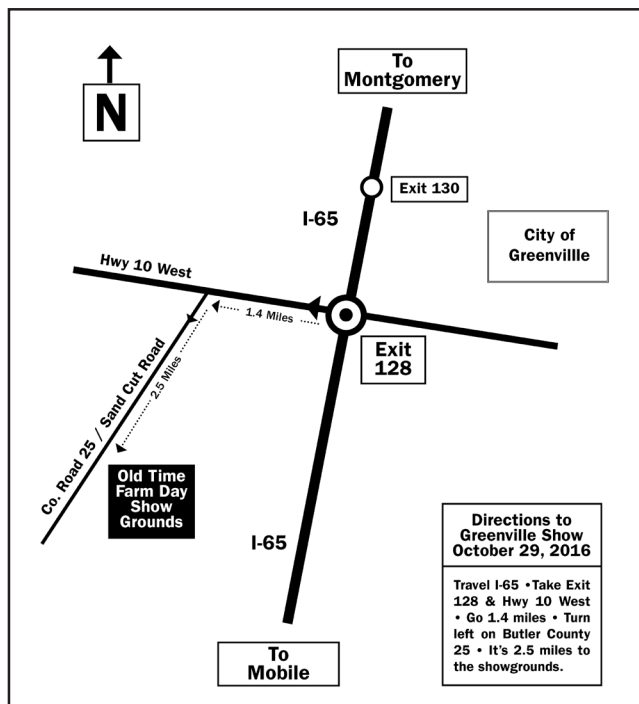 To
Montgomery
N
Exit 130
I-65
City of
Greenvillle
Hwy 10 West
1.4 Miles
Exit
128
2.5 Miles
Co. Road 25 / Sand Cut Road
Old Time
Farm Day
Show
Grounds
I-65
Directions to
Greenville Show
October 29, 2016
Travel I-65 •Take Exit
128 & Hwy 10 West
• Go 1.4 miles • Turn
left on Butler County
25 • It's 2.5 miles to
the showgrounds.
To
Mobile